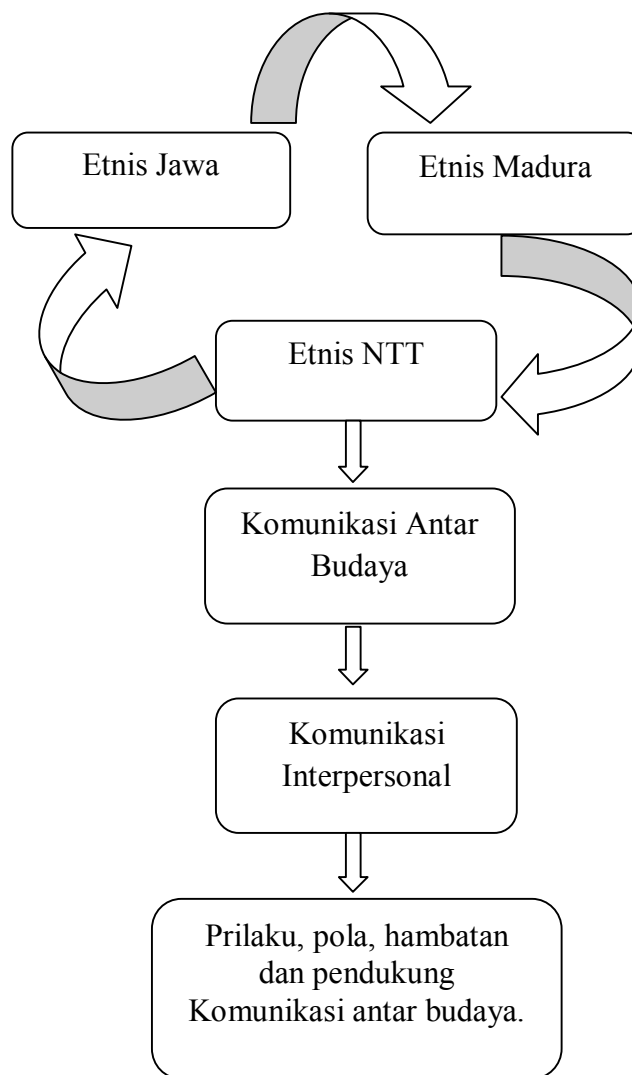 Etnis Jawa
Etnis Madura
Etnis NTT
Komunikasi Antar
Budaya
Komunikasi
Interpersonal
Prilaku, pola, hambatan
dan pendukung
Komunikasi antar budaya.